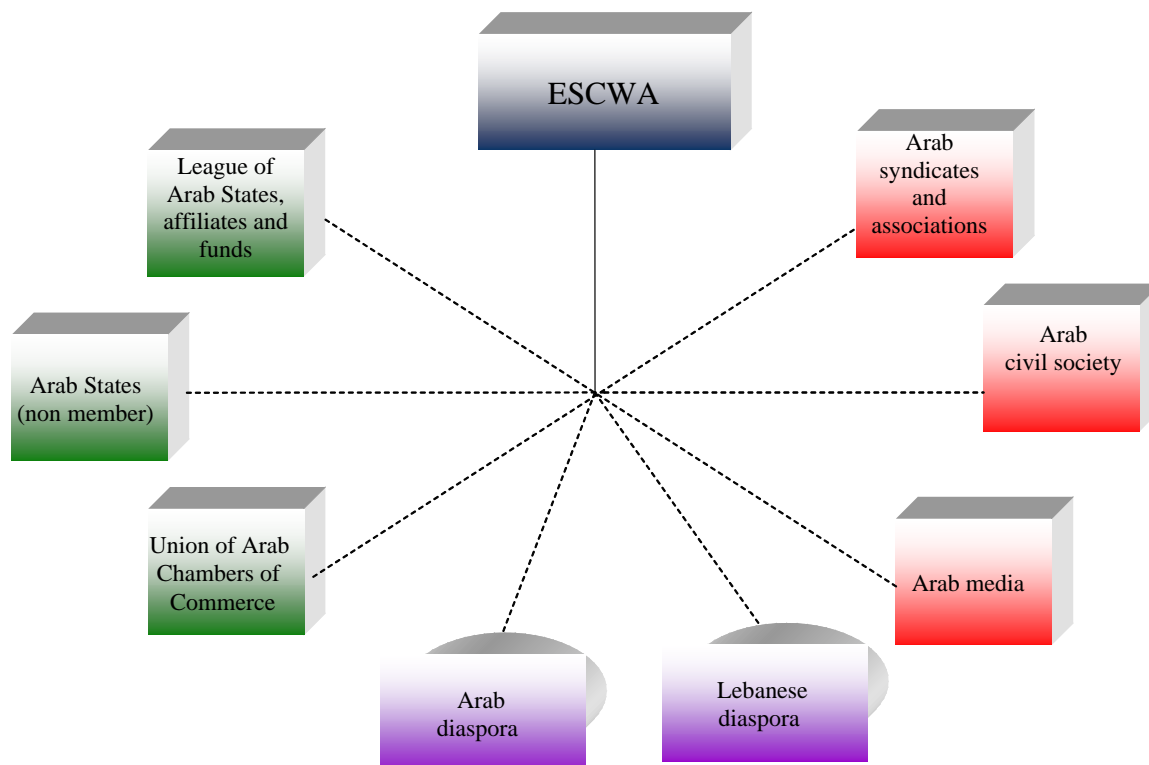 ESCWA
League of
Arab States,
affiliates and
funds
Arab
syndicates
and
associations
Arab States
(non member)
Arab
civil society
Union of Arab
Chambers of
Commerce
Arab media
Arab
diaspora
Lebanese
diaspora